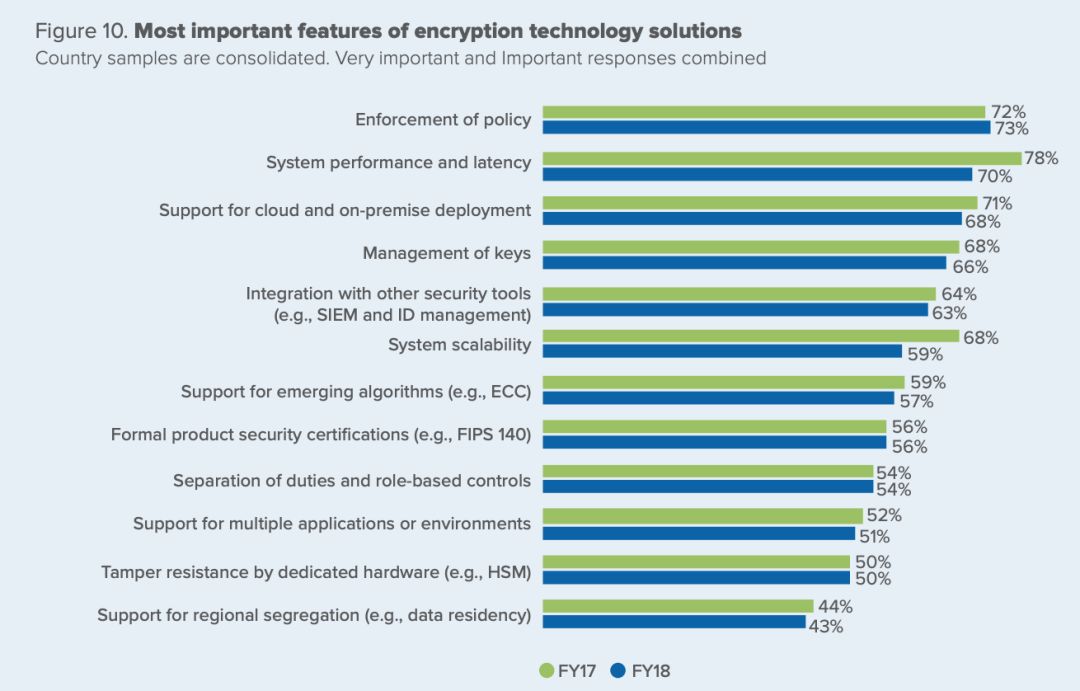 Figure 10. Most important features of encryption technology solutions
Country samples are consolidated. Very important and Important responses combined
Enforcement of policy
72%
73%
System performance and latency
78%
70%
Support for cloud and on-premise deployment
71%
68%
Management of keys
68%
66%
Integration with other security tools
(e.g., SIEM and ID management)
64%
63%
System scalability
68%
59%
Support for emerging algorithms (e.g., ECC)
59%
57%
Formal product security certifications (e.g., FIPS 140)
56%
56%
Separation of duties and role-based controls
54%
54%
Support for multiple applications or environments
52%
51%
Tamper resistance by dedicated hardware (e.g., HSM)
50%
50%
Support for regional segregation (e.g., data residency)
44%
43%
FY17 FY18